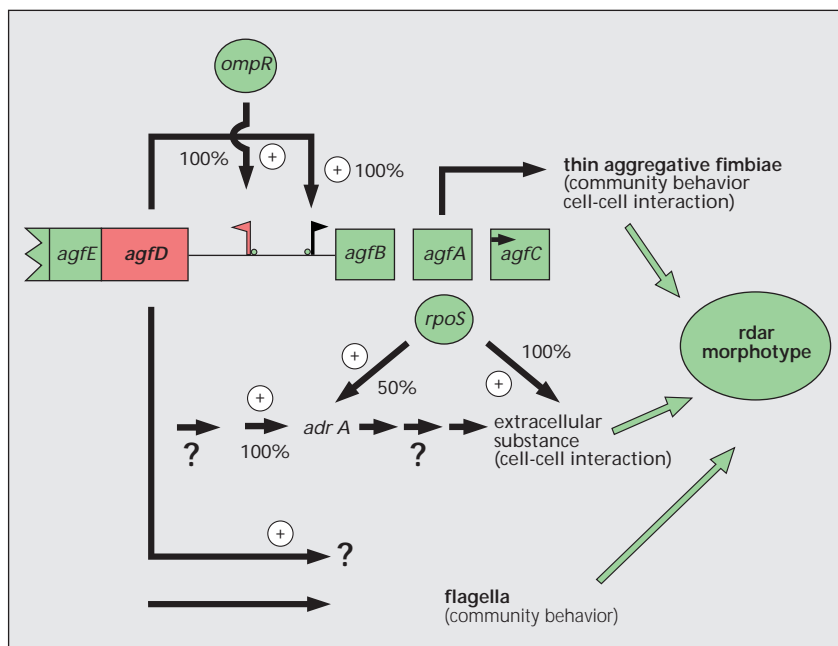 ompR
100%
+
+ 100%
thin aggregative fimbiae
(community behavior
cell-cell interaction)
agfE
agfD
agfB
agfA
agfC
rpoS
rdar
morphotype
+
50%
100%
+
+
?
100%
adr A
?
extracellular
substance
(cell-cell interaction)
+
?
flagella
(community behavior)